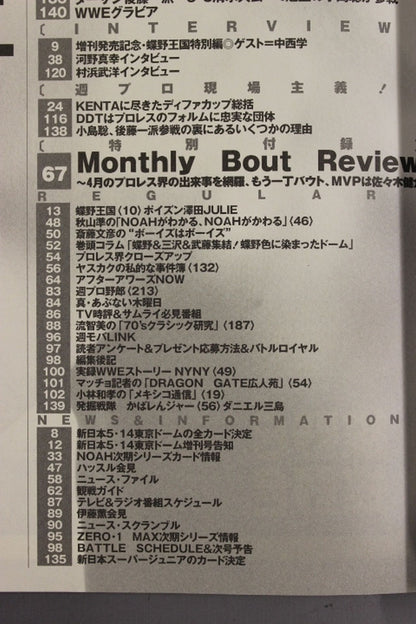 140 WWEグラビア
INTERVIEW
9 増刊発売記念・蝶野王国特別編◎ゲスト=中西学
38 河野真幸インタビュー
120 村浜武洋インタビュー
週プロ現場主義!
24 KENTAに尽きたディファカップ総括
116 DDTはプロレスのフォルムに忠実な団体
138 小島聡、後藤一派参戦の裏にあるいくつかの理由
特別付録
67 Monthly Bout Review
〜4月のプロレス界の出来事を網羅、もう一丁バウト、MVPは佐々木健
REGULAR
13 蝶野王国〈10〉ポイズン澤田JULIE
48 秋山準の「NOAHがわかる、NOAHがかわる」〈46〉
50 斎藤文彦の“ボーイズはボーイズ”
52 巻頭コラム「蝶野&三沢&武藤集結!蝶野色に染まったドーム」
54 プロレス界クローズアップ
56 ヤスカクの私的な事件簿〈132〉
64 アフターアワーズNOW
83 週プロ野郎〈213〉
84 真・あぶない木曜日
86 TV時評&サムライ必見番組
88 流智美の「70'sクラシック研究」〈187〉
96 週モバLINK
97 読者アンケート&プレゼント応募方法&バトルロイヤル
98 編集後記
100 実録WWEストーリー NYNY〈49〉
101 マッチョ記者の「DRAGON GATE広人苑」〈54〉
102 小林和孝の「メキシコ通信」〈19〉
139 発掘戦隊 かばれんジャー〈56〉ダニエル三島
NEWS&INFORMATION
8 新日本5・14東京ドームの全カード決定
12 新日本5・14東京ドーム増刊号告知
33 NOAH次期シリーズカード情報
47 ハッスル会見
58 ニュース・ファイル
62 観戦ガイド
87 テレビ&ラジオ番組スケジュール
89 伊藤薫会見
90 ニュース・スクランブル
95 ZERO-1 MAX次期シリーズ情報
98 BATTLE SCHEDULE&次号予告
135 新日本スーパージュニアのカード決定